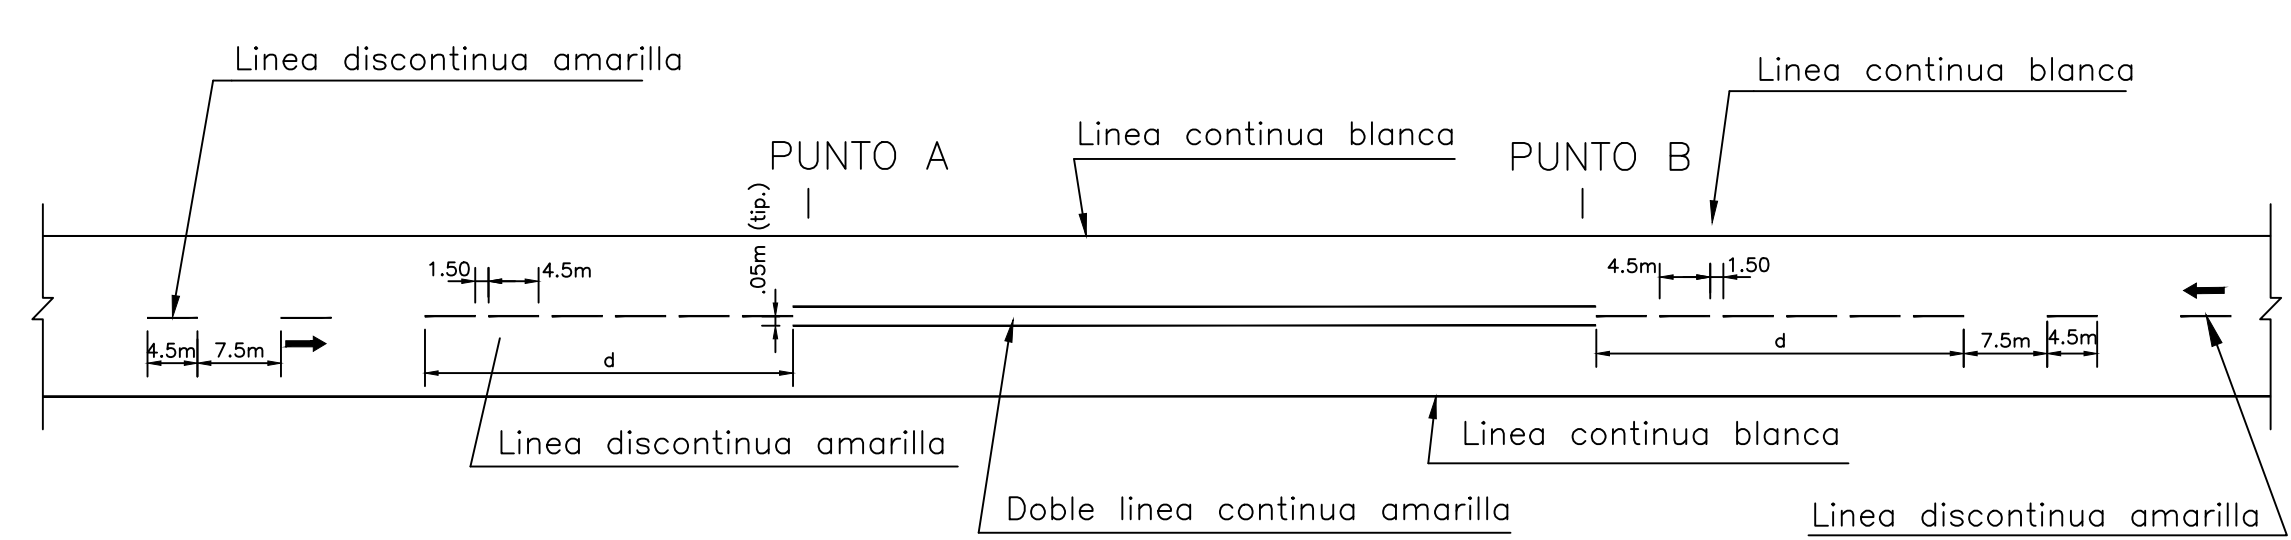 Linea discontinua amarilla
Linea continua blanca
Linea continua blanca
PUNTO A
PUNTO B
.05m (tip.)
1.50
4.5m
4.5m
1.50
4.5m
7.5m
d
d
7.5m
4.5m
Linea discontinua amarilla
Linea continua blanca
Doble linea continua amarilla
Linea discontinua amarilla